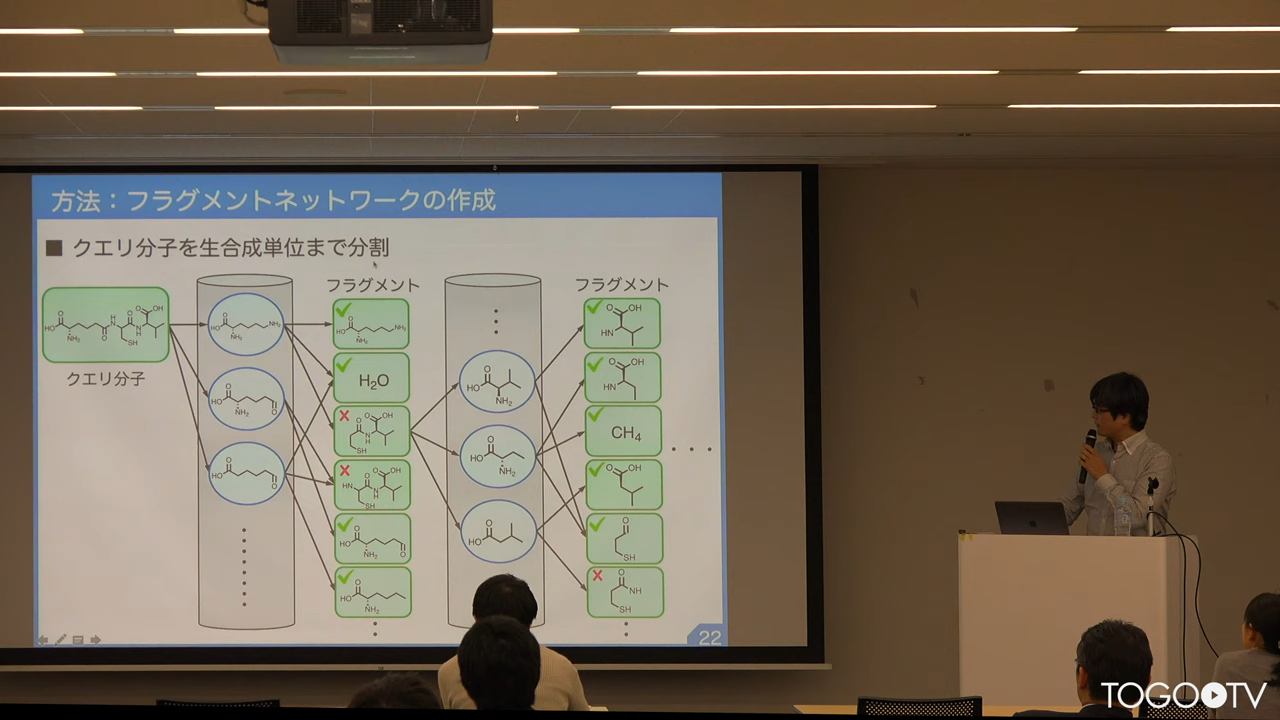 方法：フラグメントネットワークの作成
■ クエリ分子を生合成単位まで分割
フラグメント
フラグメント
クエリ分子
H₂O
CH₄
22
TOGOTV